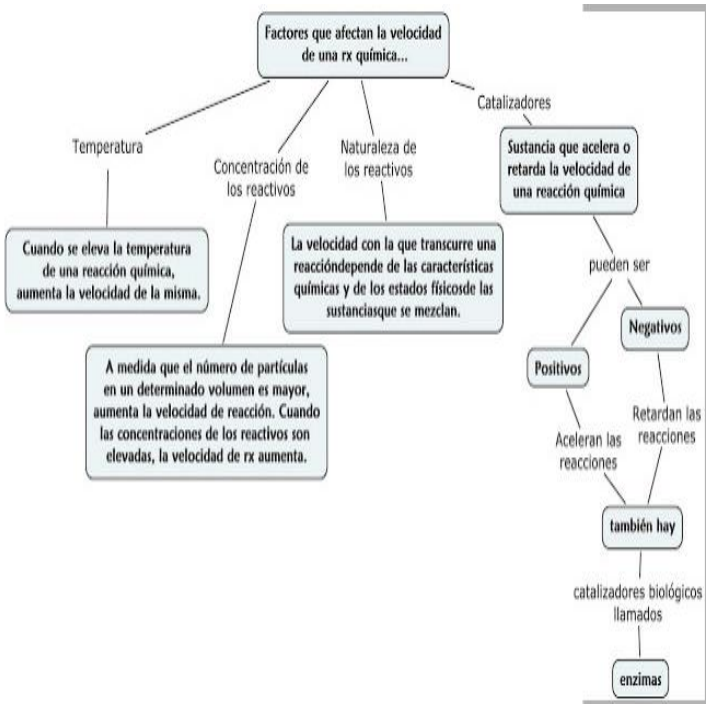 Factores que afectan la velocidad
de una rx química...
Temperatura
Cuando se eleva la temperatura
de una reacción química,
aumenta la velocidad de la misma.
Concentración de
los reactivos
A medida que el número de partículas
en un determinado volumen es mayor,
aumenta la velocidad de reacción. Cuando
las concentraciones de los reactivos son
elevadas, la velocidad de rx aumenta.
Naturaleza de
los reactivos
La velocidad con la que transcurre una
reaccióndepende de las características
químicas y de los estados físicosde las
sustanciasque se mezclan.
Catalizadores
Sustancia que acelera o
retarda la velocidad de
una reacción química
pueden ser
Positivos
Aceleran las
reacciones
Negativos
Retardan las
reacciones
también hay
catalizadores biológicos
llamados
enzimas